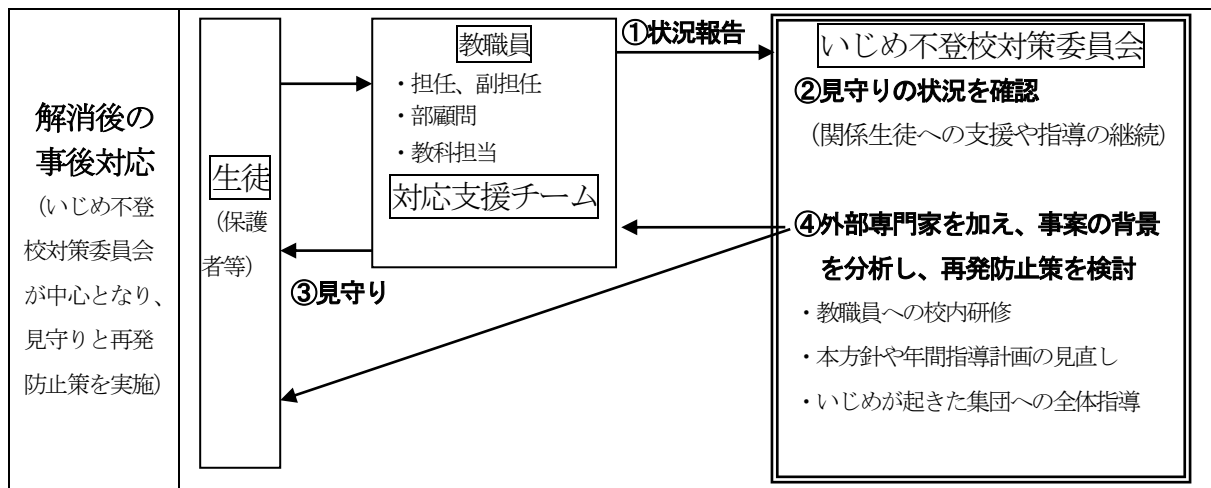 解消後の
事後対応
(いじめ不登
校対策委員会
が中心となり、
見守りと再発
防止策を実施)
生徒
(保護
者等)
教職員
・担任、副担任
・部顧問
・教科担当
対応支援チーム
①状況報告
③見守り
いじめ不登校対策委員会
②見守りの状況を確認
(関係生徒への支援や指導の継続)
④外部専門家を加え、事案の背景
を分析し、再発防止策を検討
・教職員への校内研修
・本方針や年間指導計画の見直し
・いじめが起きた集団への全体指導